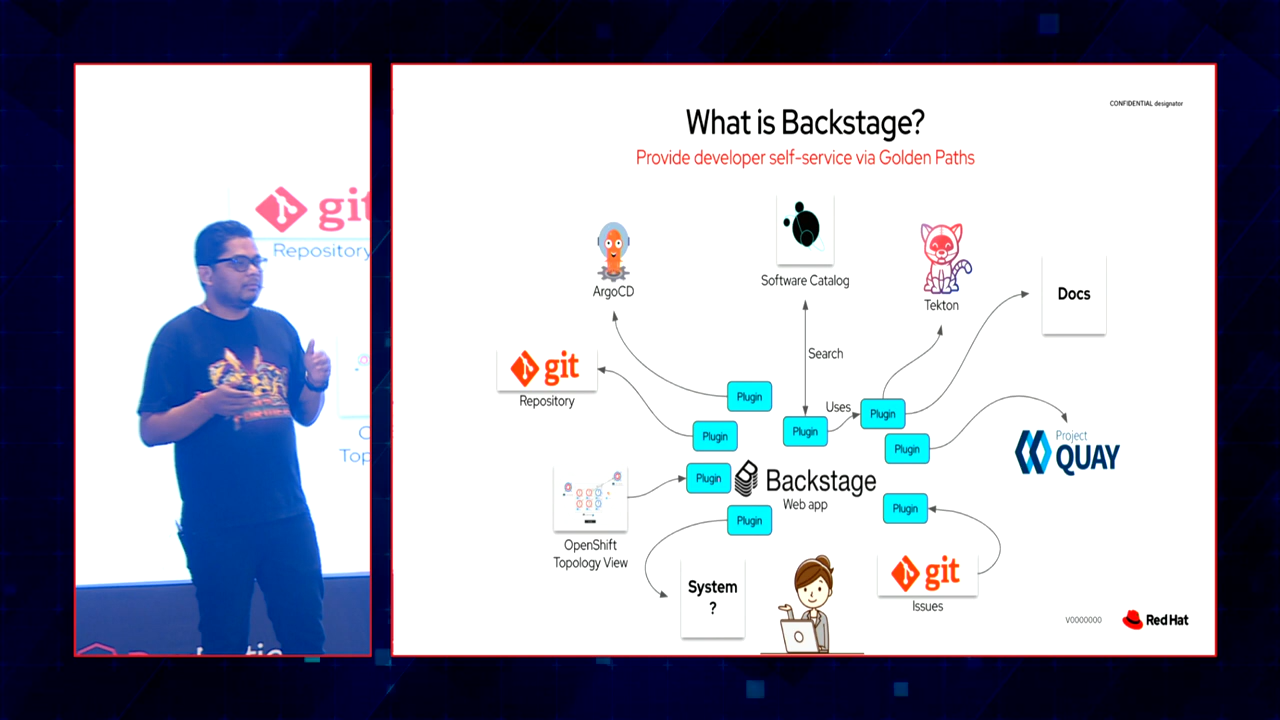 git
Repository
CONFIDENTIAL designator
What is Backstage?
Provide developer self-service via Golden Paths
ArgoCD
Software Catalog
Tekton
Docs
git
Repository
Search
Uses
Plugin
Plugin
Plugin
Plugin
Plugin
Plugin
Plugin
Plugin
Plugin
Project
QUAY
Backstage
Web app
OpenShift
Topology View
System
?
git
Issues
V0000000
Red Hat